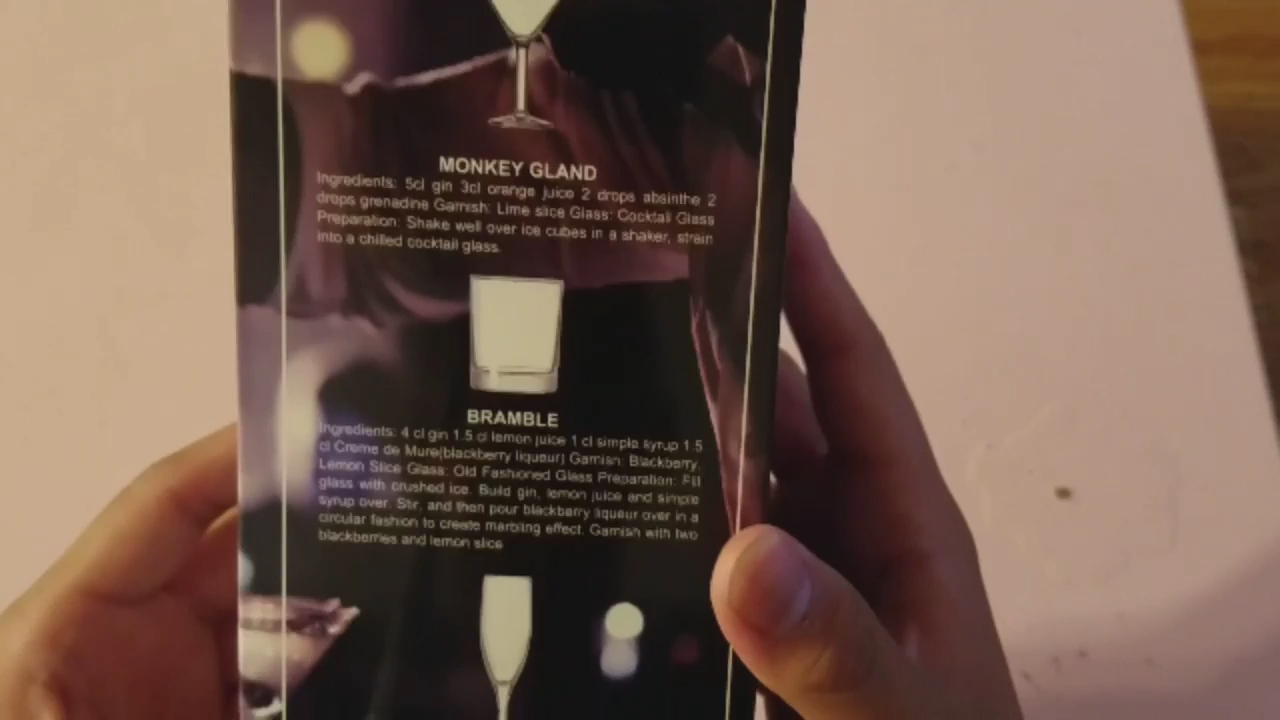 MONKEY GLAND
Ingredients: 5cl gin 3cl orange juice 2 drops absinthe 2
drops grenadine Garnish: Lime slice Glass: Cocktail Glass
Preparation: Shake well over ice cubes in a shaker, strain
into a chilled cocktail glass.
BRAMBLE
Ingredients: 4 cl gin 1.5 cl lemon juice 1 cl simple syrup 1.5
cl Creme de Mure(blackberry liqueur) Garnish: Blackberry,
Lemon Slice Glass: Old Fashioned Glass Preparation: Fill
glass with crushed ice. Build gin, lemon juice and simple
syrup over. Stir, and then pour blackberry liqueur over in a
circular fashion to create marbling effect. Garnish with two
blackberries and lemon slice